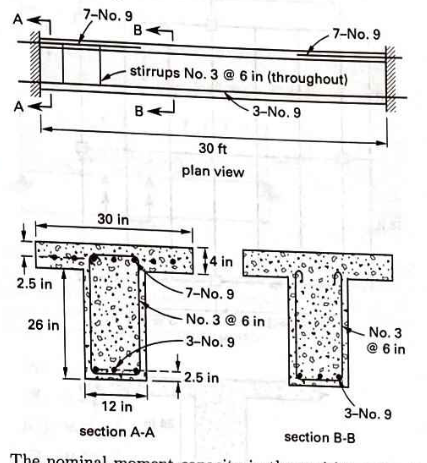 A
7–No. 9
B
7–No. 9
stirrups No. 3 @ 6 in (throughout)
A
B
3–No. 9
30 ft
plan view
30 in
4 in
2.5 in
7–No. 9
26 in
No. 3 @ 6 in
3–No. 9
2.5 in
12 in
No. 3
@ 6 in
3–No. 9
section A-A
section B-B
The nominal moment capacity in the